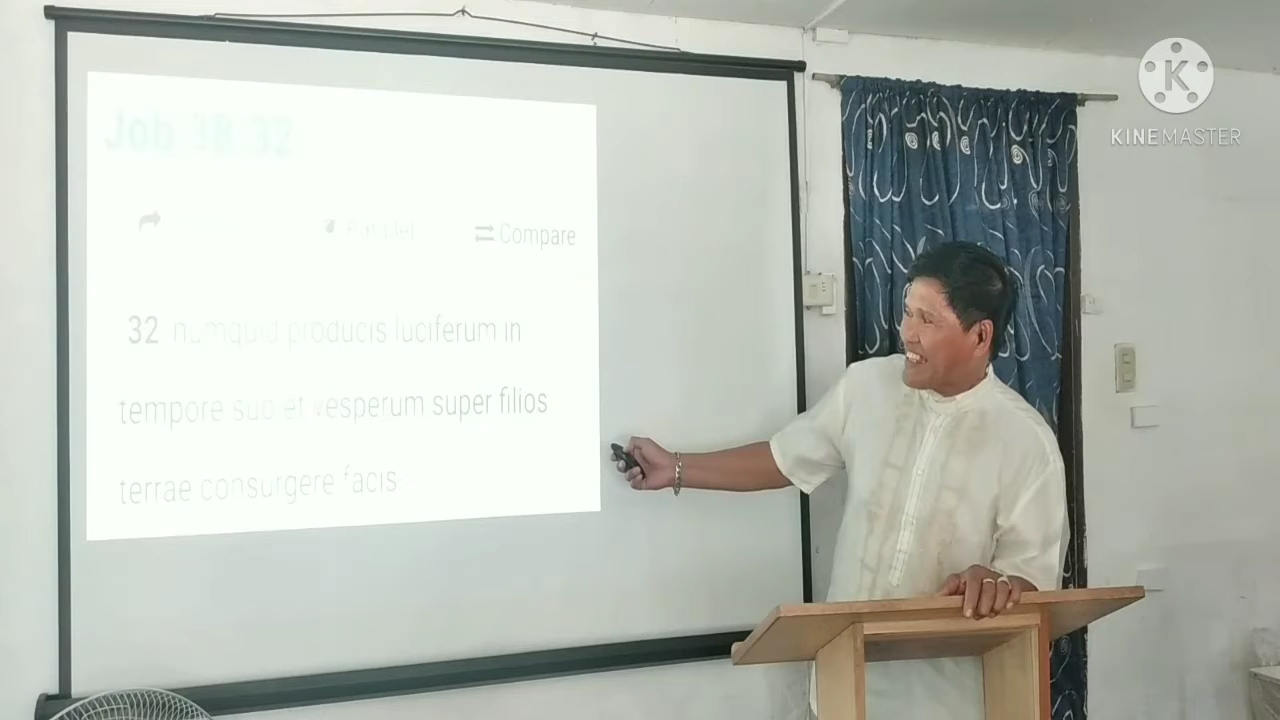 Job 38 32
Parallel
Compare
32 numquid producis luciferum in
tempore suo et vesperum super filios
terrae consurgere facis
K
KINEMASTER